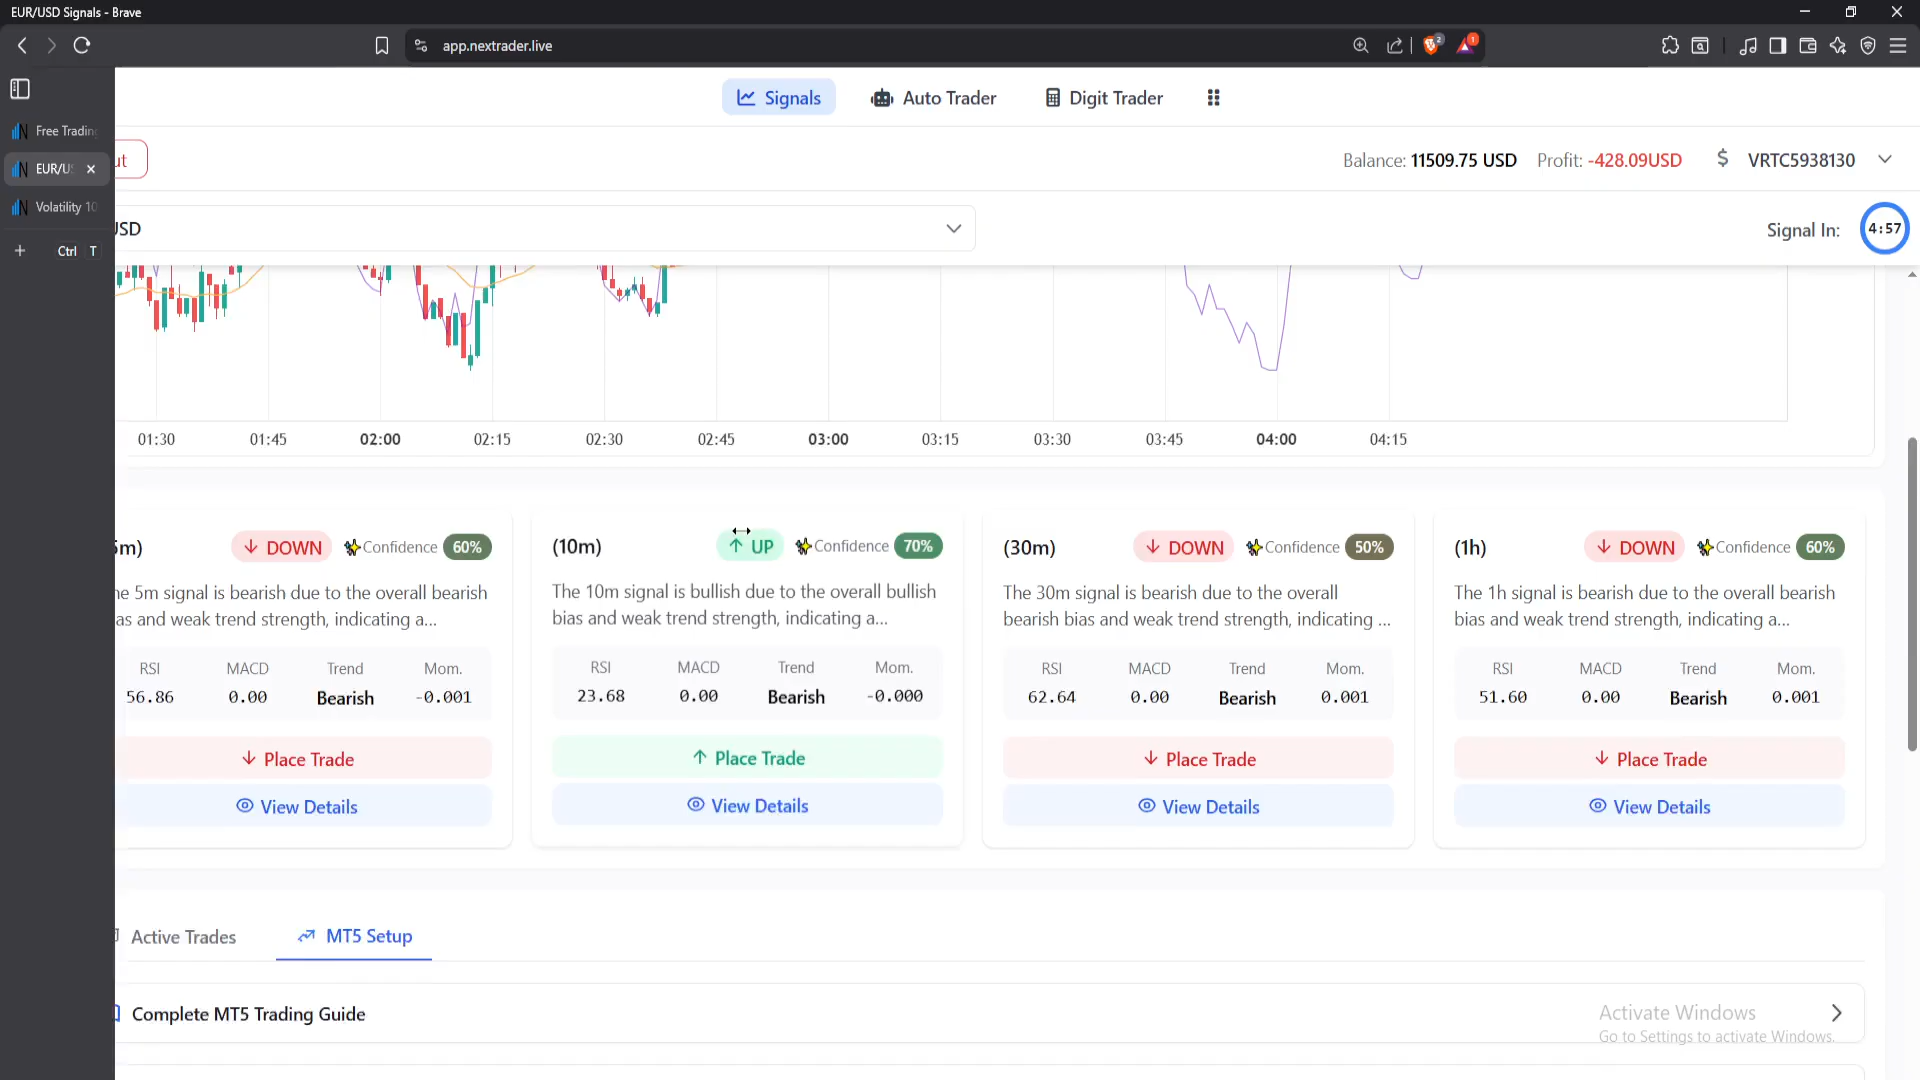 EUR/USD Signals - Brave
app.nextrader.live
2
1
Free Trading
EUR/US
Volatility 10
Ctrl T
Signals
Auto Trader
Digit Trader
ut
Balance: 11509.75 USD Profit: -428.09USD $ VRTC5938130
USD
Signal In: 4:57
01:30 01:45 02:00 02:15 02:30 02:45 03:00 03:15 03:30 03:45 04:00 04:15
5m) DOWN Confidence 60%
he 5m signal is bearish due to the overall bearish
as and weak trend strength, indicating a...
RSI MACD Trend Mom.
56.86 0.00 Bearish -0.001
Place Trade
View Details
(10m) UP Confidence 70%
The 10m signal is bullish due to the overall bullish
bias and weak trend strength, indicating a...
RSI MACD Trend Mom.
23.68 0.00 Bearish -0.000
Place Trade
View Details
(30m) DOWN Confidence 50%
The 30m signal is bearish due to the overall
bearish bias and weak trend strength, indicating ...
RSI MACD Trend Mom.
62.64 0.00 Bearish 0.001
Place Trade
View Details
(1h) DOWN Confidence 60%
The 1h signal is bearish due to the overall bearish
bias and weak trend strength, indicating a...
RSI MACD Trend Mom.
51.60 0.00 Bearish 0.001
Place Trade
View Details
Active Trades
MT5 Setup
Complete MT5 Trading Guide
Activate Windows
Go to Settings to activate Windows.